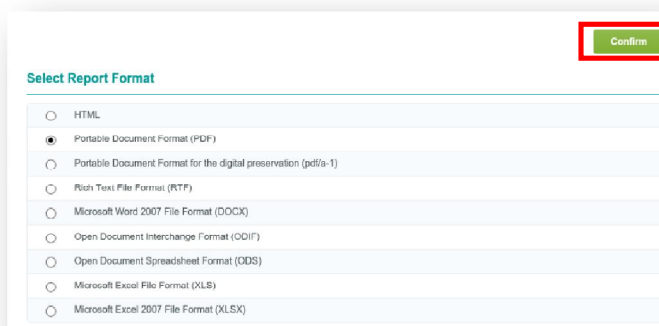 Confirm
Select Report Format
HTML
Portable Document Format (PDF)
Portable Document Format for the digital preservation (pdf/a-1)
Rich Text File Format (RTF)
Microsoft Word 2007 File Format (DOCX)
Open Document Interchange Format (ODIF)
Open Document Spreadsheet Format (ODS)
Microsoft Excel File Format (XLS)
Microsoft Excel 2007 File Format (XLSX)